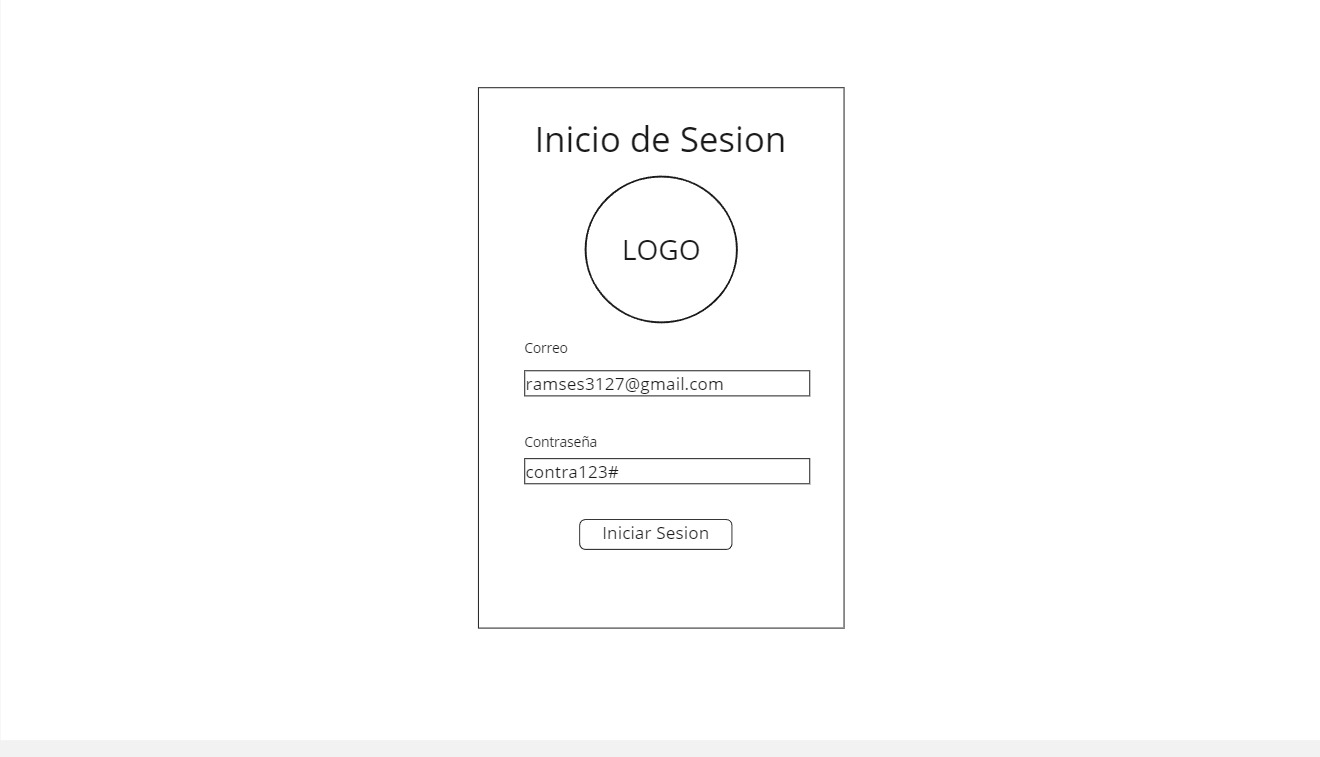 Inicio de Sesion
LOGO
Correo
ramses3127@gmail.com
Contraseña
contra123#
Iniciar Sesion